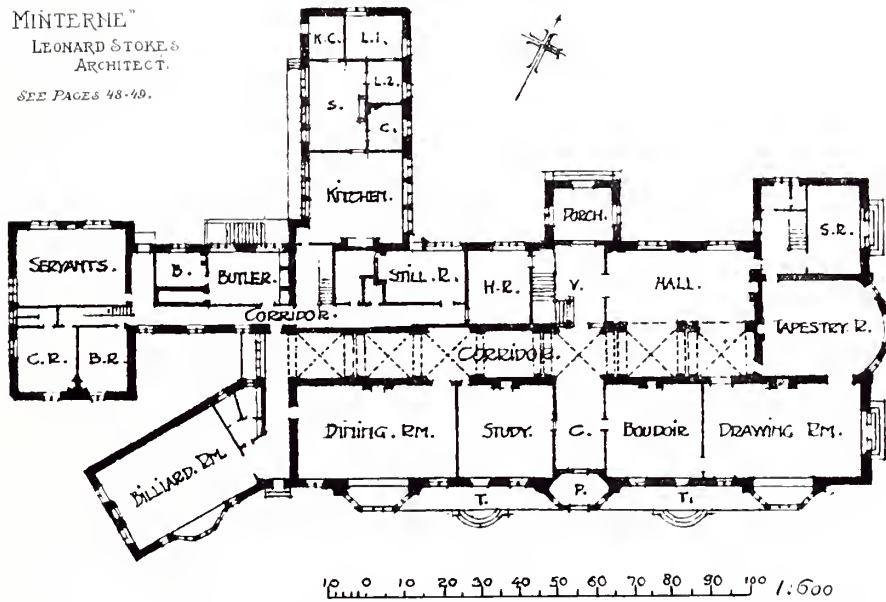 MINTERNE"
LEONARD STOKES
ARCHITECT.
SEE PAGES 48-49.
K.C. L.1.
L.2.
S.
C.
KITCHEN.
PORCH.
S.R.
SERVANTS.
B.
BUTLER.
STILL. R.
H.R.
V.
HALL.
CORRIDOR.
TAPESTRY. R.
CORRIDOR.
C.R. B.R.
DINING. RM.
STUDY.
C.
BOUDOIR
DRAWING RM.
BILLIARD. RM.
T.
P.
T.
10 0 10 20 30 40 50 60 70 80 90 100 1:600